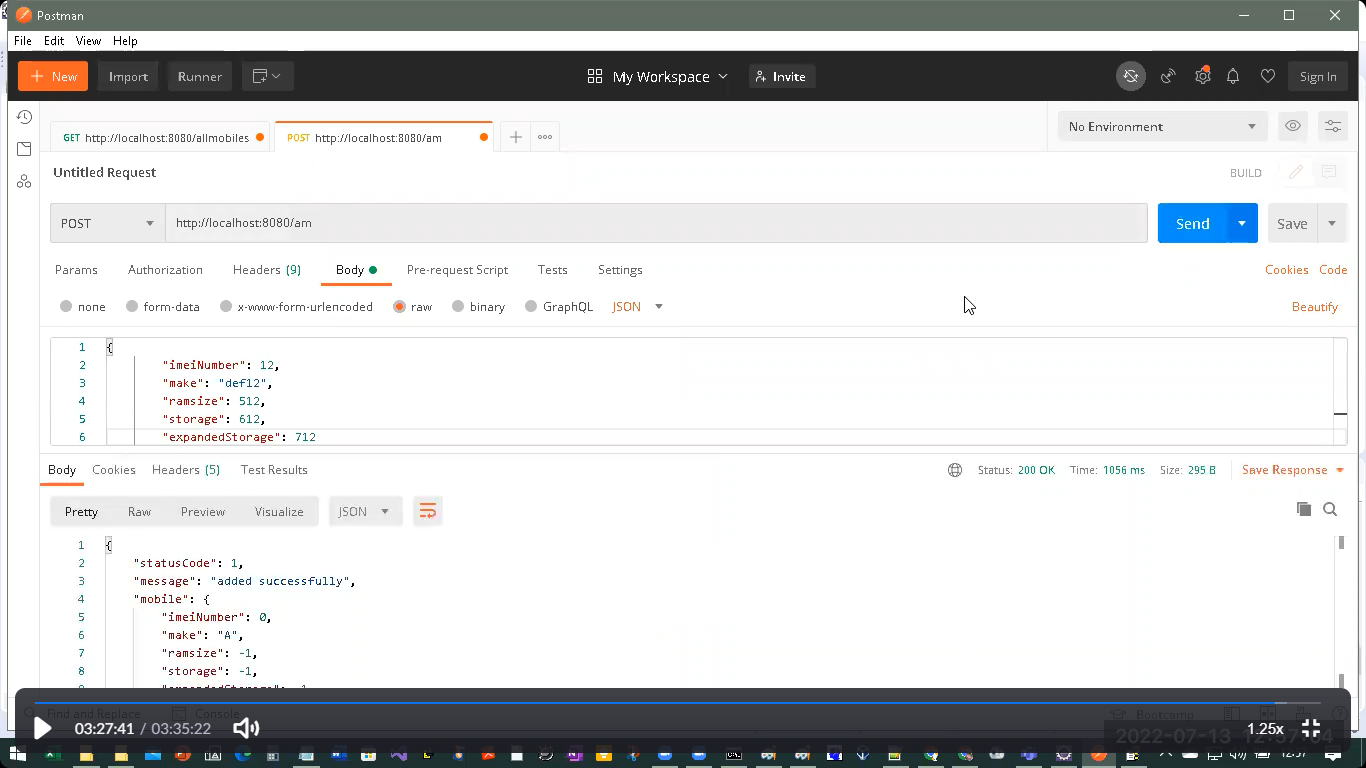 Postman
File Edit View Help
+ New Import Runner My Workspace Invite Sign In
GET http://localhost:8080/allmobiles POST http://localhost:8080/am + ooo No Environment
Untitled Request BUILD
POST http://localhost:8080/am Send Save
Params Authorization Headers (9) Body Pre-request Script Tests Settings Cookies Code
none form-data x-www-form-urlencoded raw binary GraphQL JSON Beautify
1 {
2 "imeiNumber": 12,
3 "make": "def12",
4 "ramsize": 512,
5 "storage": 612,
6 "expandedStorage": 712
Body Cookies Headers (5) Test Results Status: 200 OK Time: 1056 ms Size: 295 B Save Response
Pretty Raw Preview Visualize JSON
1 {
2 "statusCode": 1,
3 "message": "added successfully",
4 "mobile": {
5 "imeiNumber": 0,
6 "make": "A",
7 "ramsize": -1,
8 "storage": -1,
Find and Replace Console Bootcamp
03:27:41 / 03:35:22 1.25x
2022-07-13
12:57